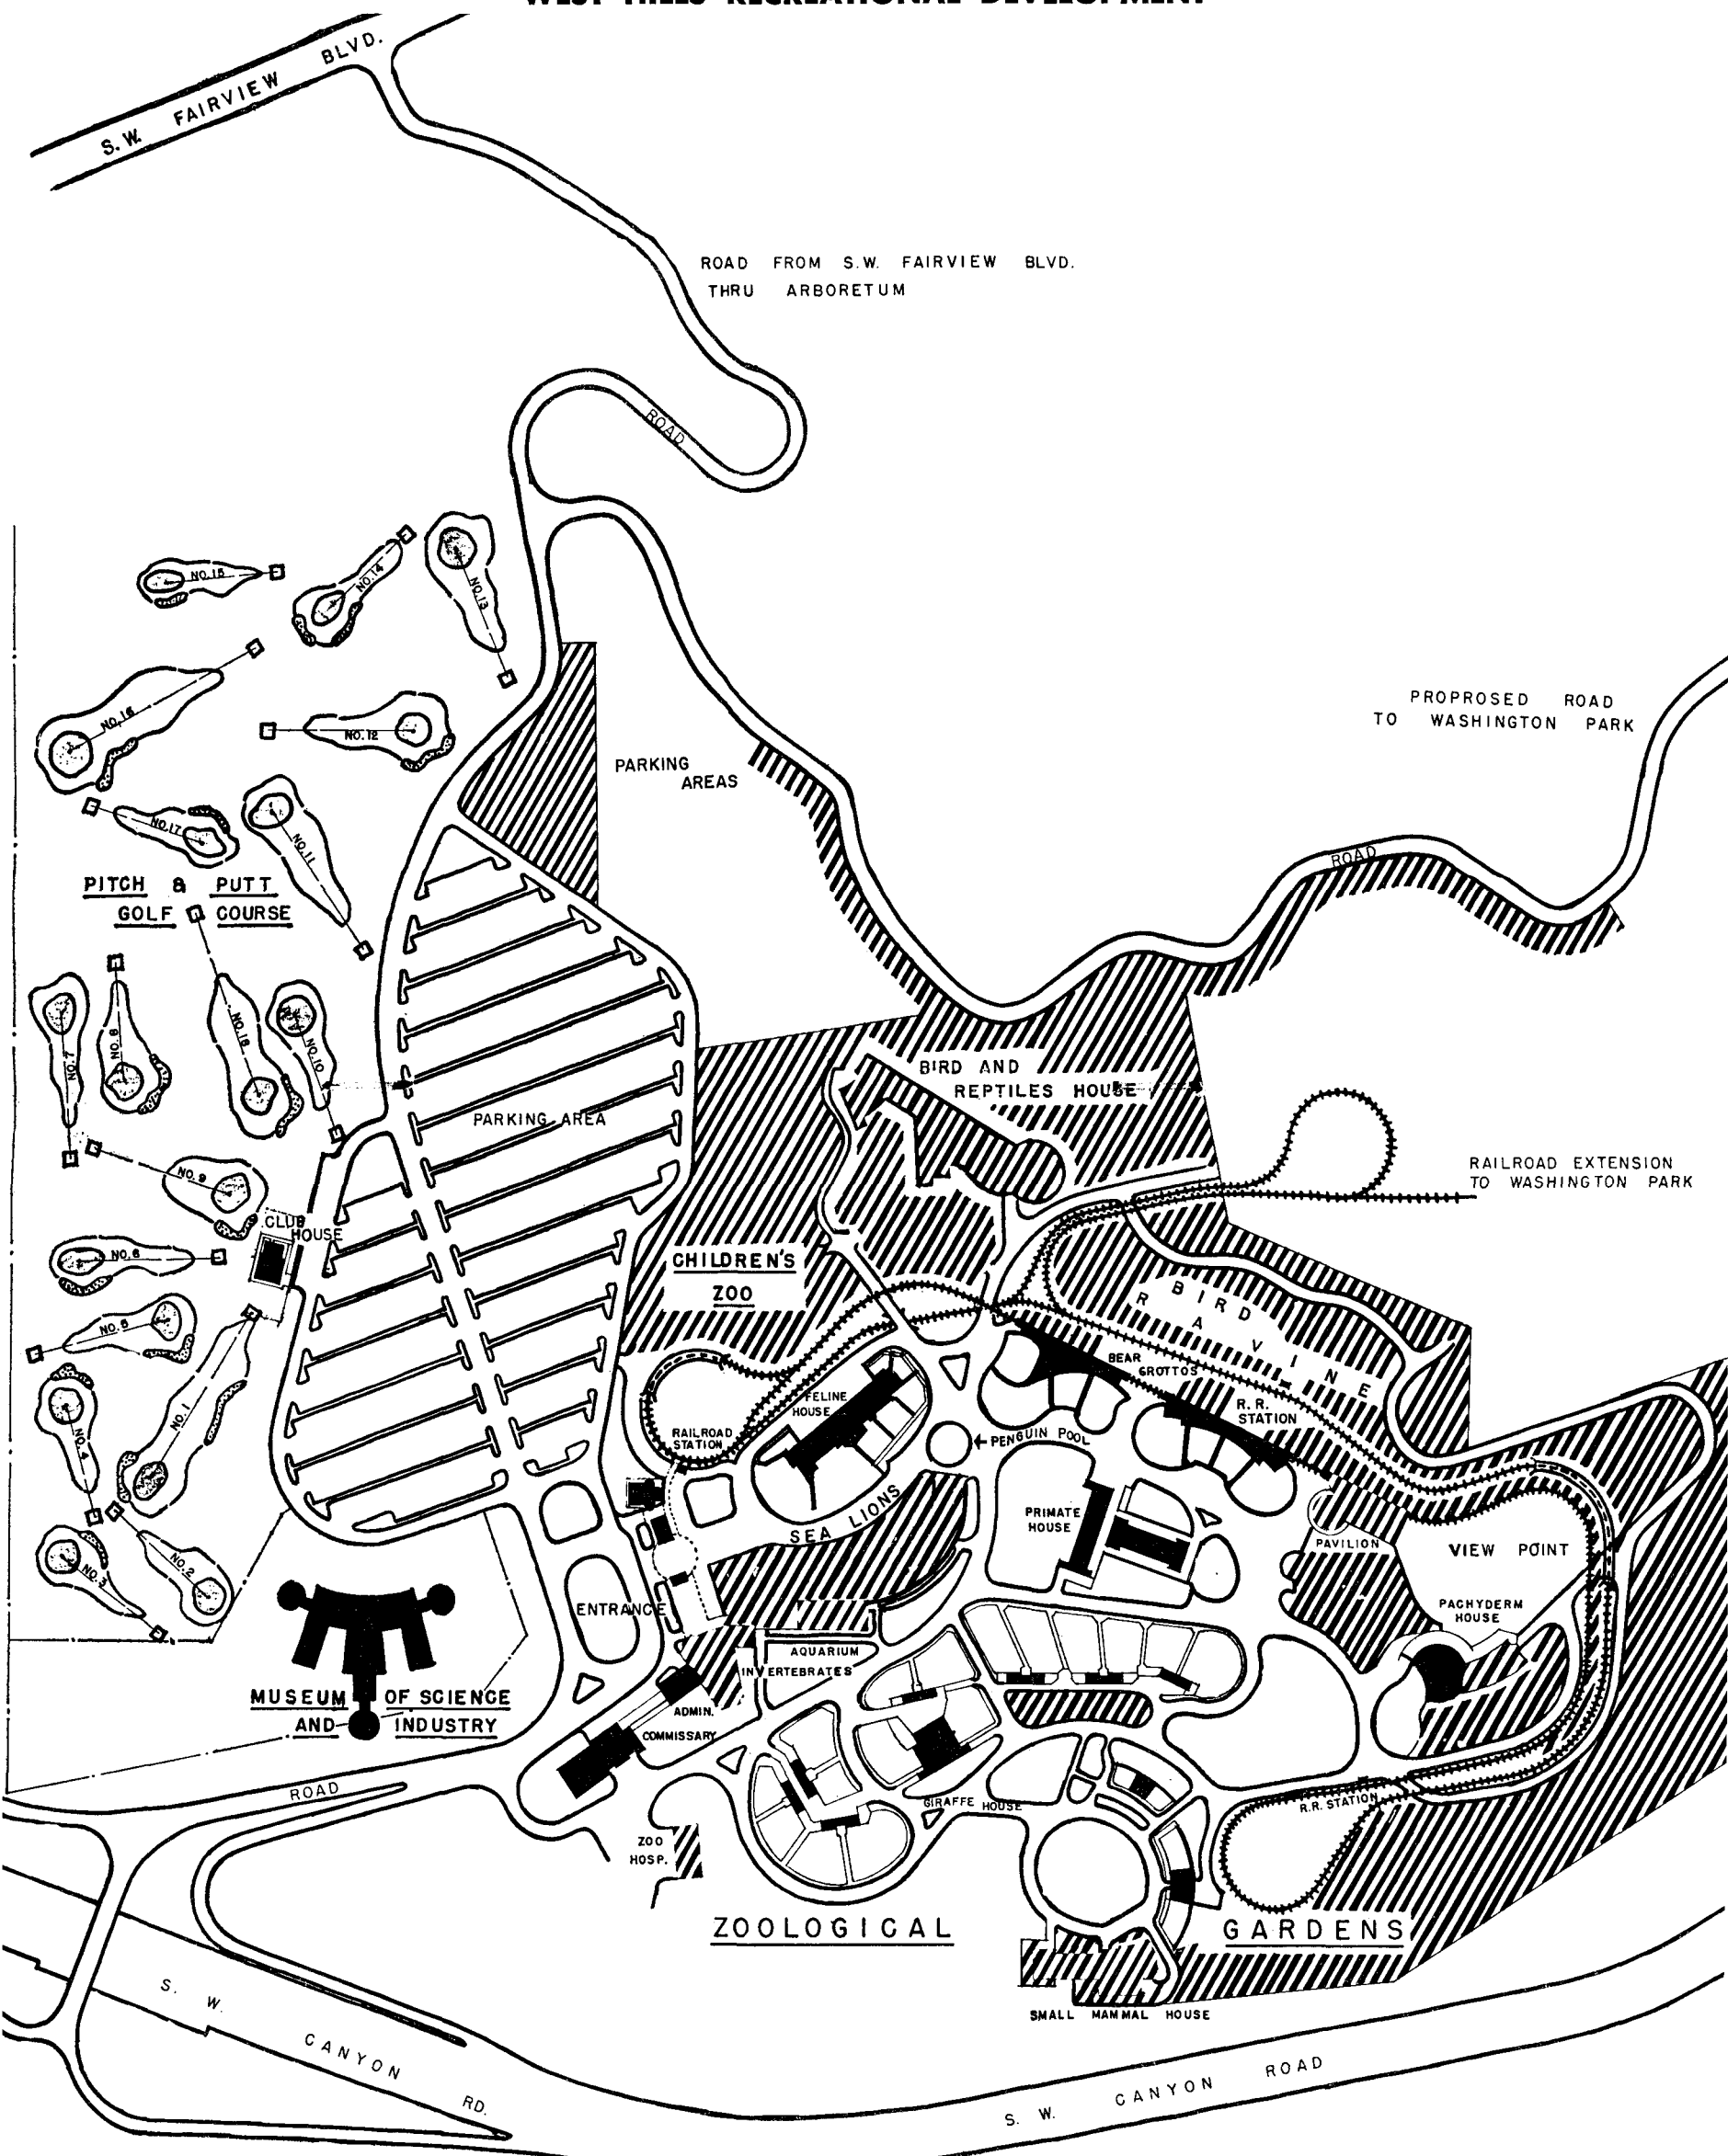 WEST HILLS RECREATIONAL DEVELOPMENT
S.W. FAIRVIEW BLVD.
ROAD FROM S.W. FAIRVIEW BLVD.
THRU ARBORETUM
ROAD
NO. 15
NO. 14
NO. 13
NO. 16
NO. 12
PROPROSED ROAD
TO WASHINGTON PARK
PARKING
AREAS
NO. 17
NO. 11
ROAD
PITCH & PUTT
GOLF COURSE
NO. 7
NO. 8
NO. 18
NO. 10
BIRD AND
REPTILES HOUSE
PARKING AREA
RAILROAD EXTENSION
TO WASHINGTON PARK
NO. 9
CLUB
HOUSE
NO. 6
CHILDREN'S
ZOO
BIRD
RAVINE
NO. 5
BEAR
GROTTOS
FELINE
HOUSE
R. R.
STATION
NO. 1
NO. 4
RAILROAD
STATION
PENGUIN POOL
SEA LIONS
PRIMATE
HOUSE
PAVILION
VIEW POINT
NO. 3
NO. 2
ENTRANCE
PACHYDERM
HOUSE
AQUARIUM
INVERTEBRATES
MUSEUM OF SCIENCE
AND INDUSTRY
ADMIN.
COMMISSARY
ROAD
GIRAFFE HOUSE
R.R. STATION
ZOO
HOSP.
ZOOLOGICAL GARDENS
SMALL MAMMAL HOUSE
S. W. CANYON RD.
S. W. CANYON ROAD